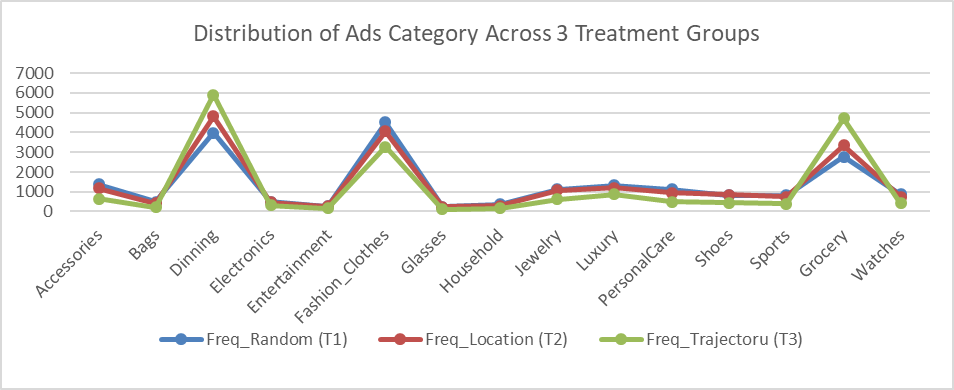 Distribution of Ads Category Across 3 Treatment Groups
7000
6000
5000
4000
3000
2000
1000
0
Accessories
Bags
Dinning
Electronics
Entertainment
Fashion_Clothes
Glasses
Household
Jewelry
Luxury
PersonalCare
Shoes
Sports
Grocery
Watches
Freq_Random (T1) Freq_Location (T2) Freq_Trajectoru (T3)